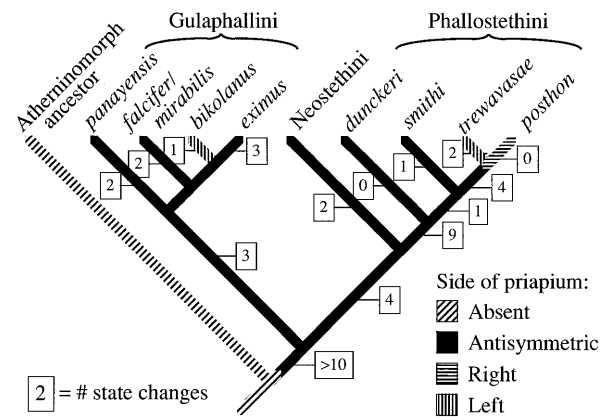 Gulaphallini
Phallostethini
Atherninomorph
ancestor
panayensis
falcifer/
mirabilis
bikolanus
eximus
Neostethini
dunckeri
smithi
trewavasae
posthon
1
3
2
0
2
2
1
0
2
4
2
1
9
3
4
>10
Side of priapium:
Absent
Antisymmetric
Right
Left
2 = # state changes